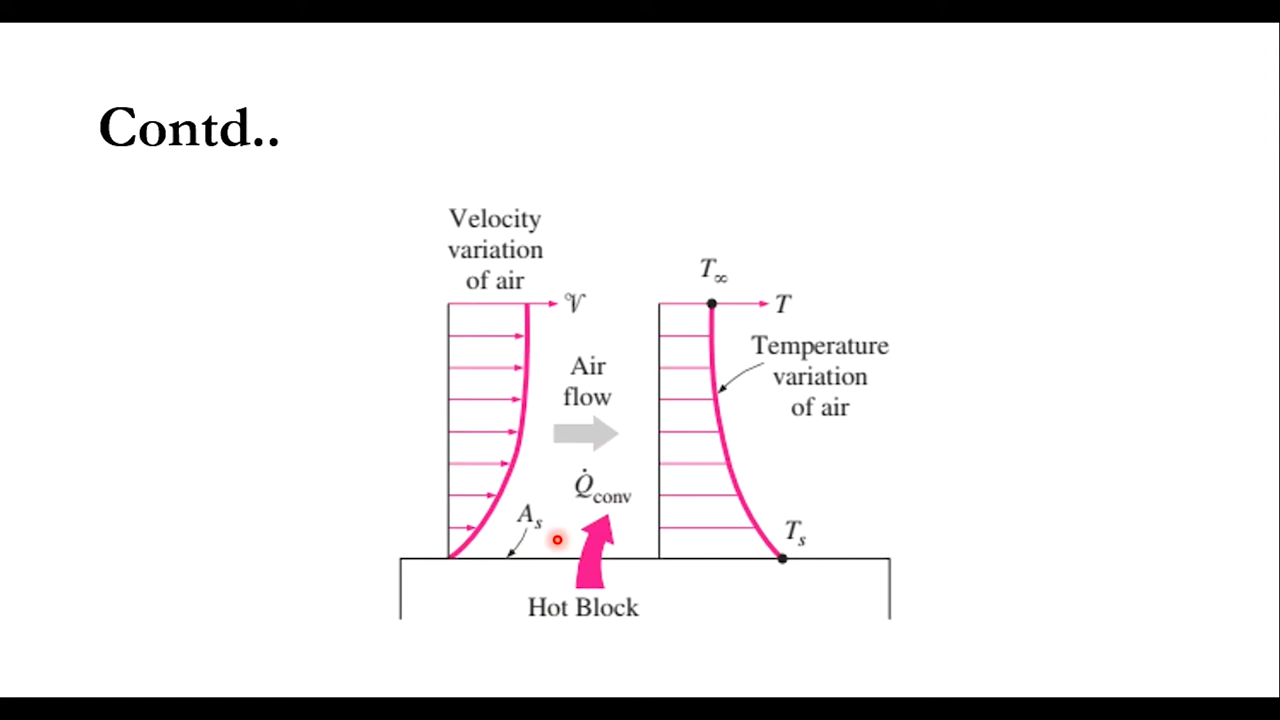 Contd..
Velocity
variation
of air
𝒱
T∞
T
Temperature
variation
of air
Air
flow
Q̇conv
As
Ts
Hot Block